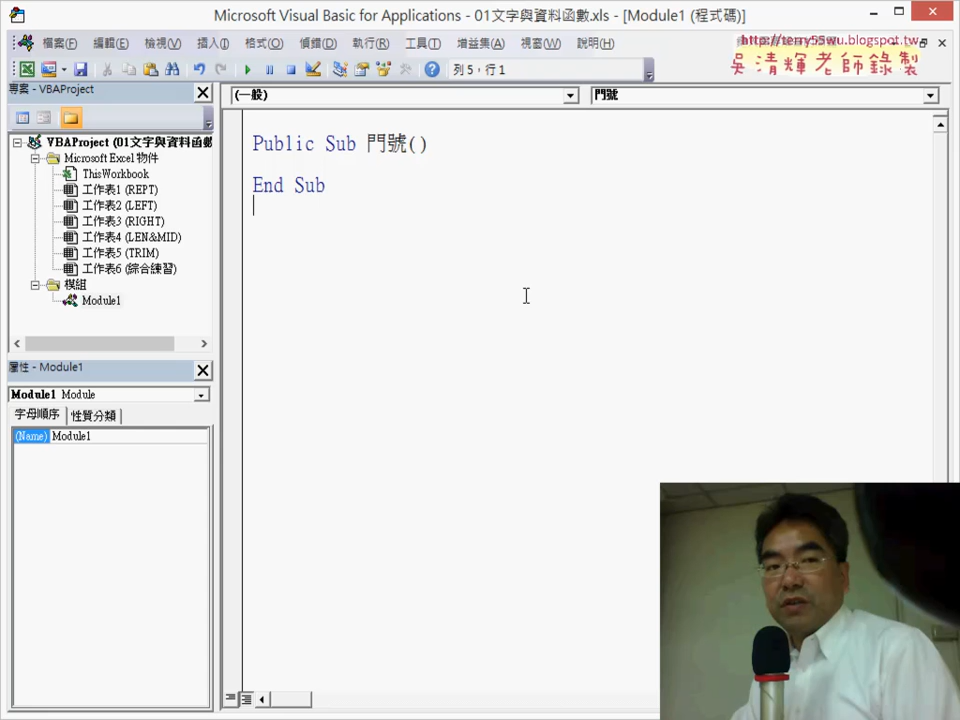 Microsoft Visual Basic for Applications - 01文字與資料函數.xls - [Module1 (程式碼)]
檔案(F) 編輯(E) 檢視(V) 插入(I) 格式(O) 偵錯(D) 執行(R) 工具(T) 增益集(A) 視窗(W) 說明(H)
http://terry55wu.blogspot.tw
吳清輝老師錄製
列 5，行 1
專案 - VBAProject
(一般) 門號
VBAProject (01文字與資料函數
Microsoft Excel 物件
ThisWorkbook
工作表1 (REPT)
工作表2 (LEFT)
工作表3 (RIGHT)
工作表4 (LEN&MID)
工作表5 (TRIM)
工作表6 (綜合練習)
模組
Module1
Public Sub 門號()
End Sub
屬性 - Module1
Module1 Module
字母順序 性質分類
(Name) Module1